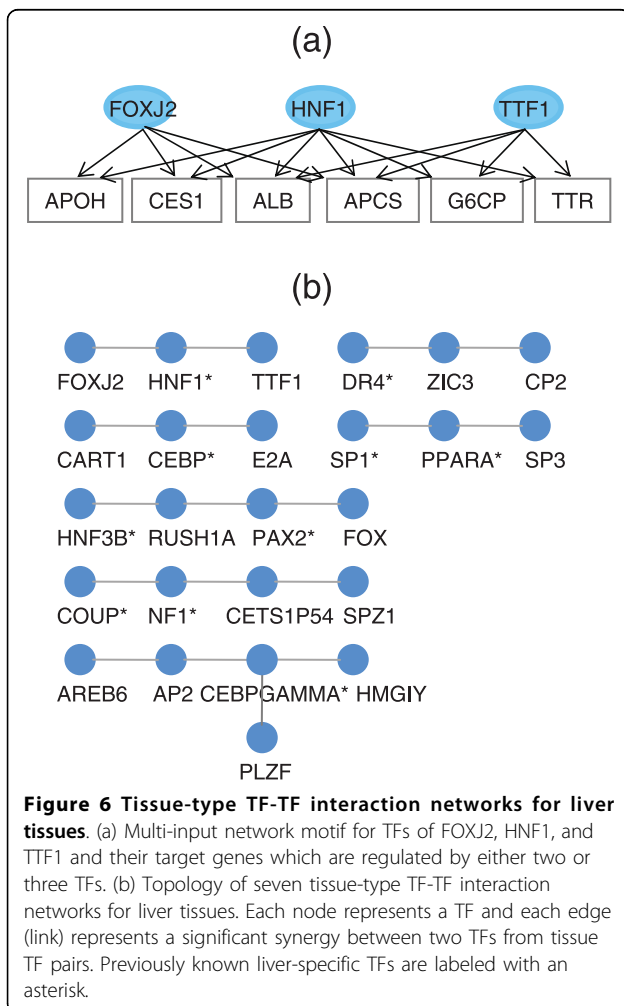 (a)
FOXJ2 HNF1 TTF1
APOH CES1 ALB APCS G6CP TTR
(b)
FOXJ2 HNF1* TTF1 DR4* ZIC3 CP2
CART1 CEBP* E2A SP1* PPARA* SP3
HNF3B* RUSH1A PAX2* FOX
COUP* NF1* CETS1P54 SPZ1
AREB6 AP2 CEBPGAMMA* HMGIY
PLZF
Figure 6 Tissue-type TF-TF interaction networks for liver
tissues. (a) Multi-input network motif for TFs of FOXJ2, HNF1, and
TTF1 and their target genes which are regulated by either two or
three TFs. (b) Topology of seven tissue-type TF-TF interaction
networks for liver tissues. Each node represents a TF and each edge
(link) represents a significant synergy between two TFs from tissue
TF pairs. Previously known liver-specific TFs are labeled with an
asterisk.